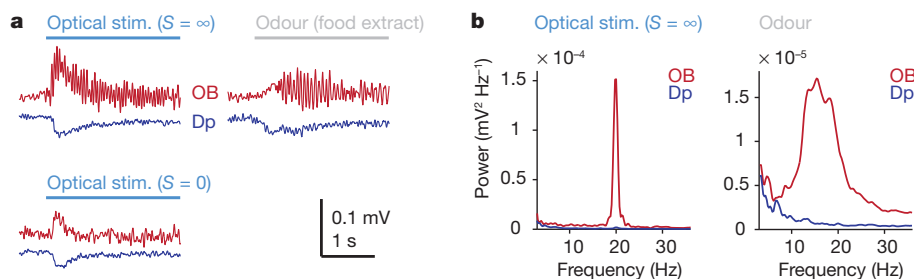 a
Optical stim. (S = ∞)
Odour (food extract)
OB
Dp
Optical stim. (S = 0)
0.1 mV
1 s
b
Optical stim. (S = ∞)
Odour
× 10⁻⁴
OB
Dp
1.5
1
0.5
0
Power (mV² Hz⁻¹)
10 20 30
Frequency (Hz)
× 10⁻⁵
OB
Dp
1.5
1
0.5
0
10 20 30
Frequency (Hz)